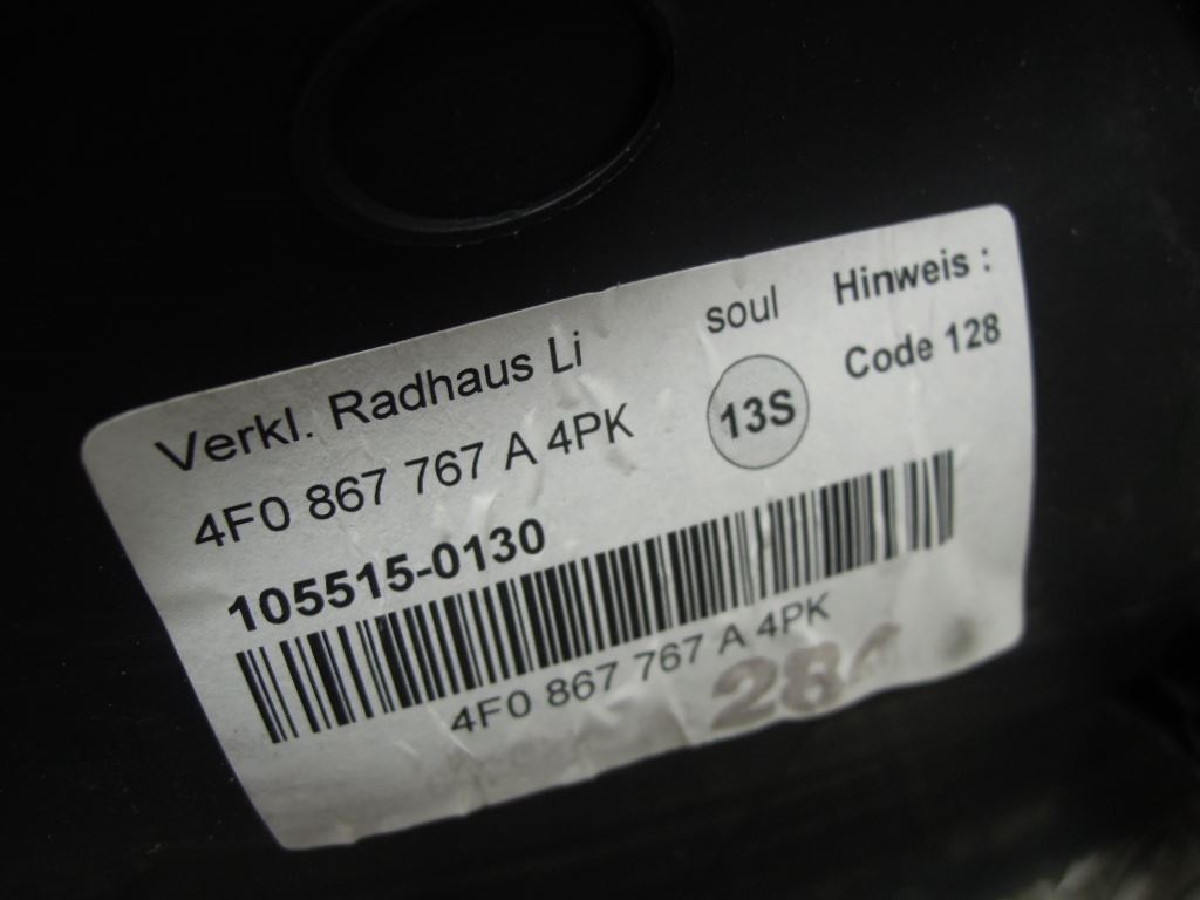 Verkl. Radhaus Li
soul
Hinweis :
4F0 867 767 A 4PK
13S
Code 128
105515-0130
4F0 867 767 A 4PK